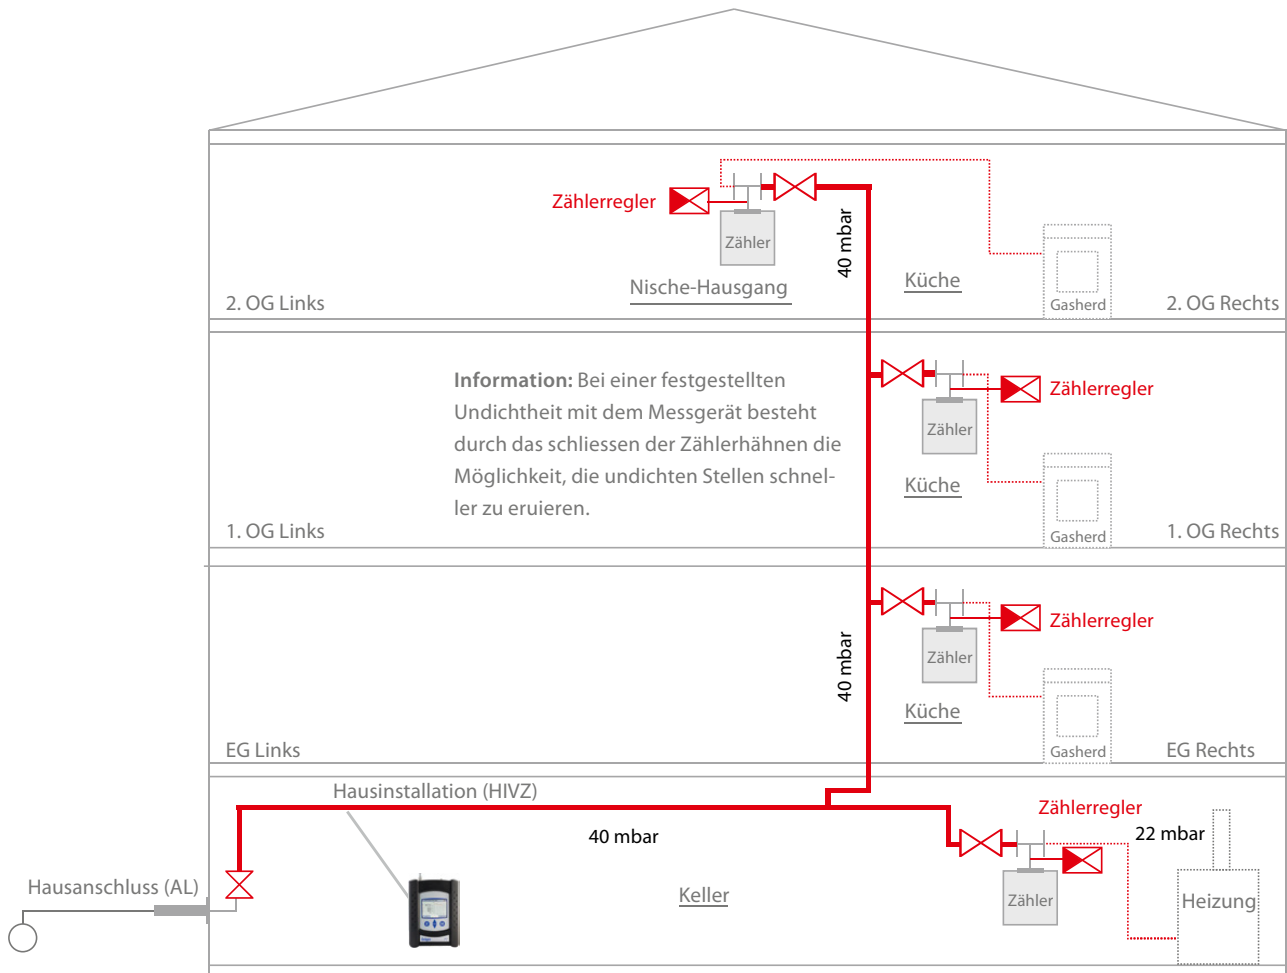 Zählerregler
40 mbar
Zähler
Nische-Hausgang
Küche
Gasherd
2. OG Links
2. OG Rechts
Information: Bei einer festgestellten
Undichtheit mit dem Messgerät besteht
durch das schliessen der Zählerhähnen die
Möglichkeit, die undichten Stellen schnel-
ler zu eruieren.
Zählerregler
Zähler
Küche
Gasherd
1. OG Links
1. OG Rechts
Zählerregler
40 mbar
Zähler
Küche
Gasherd
EG Links
EG Rechts
Hausinstallation (HIVZ)
Zählerregler
40 mbar
22 mbar
Hausanschluss (AL)
Keller
Zähler
Heizung